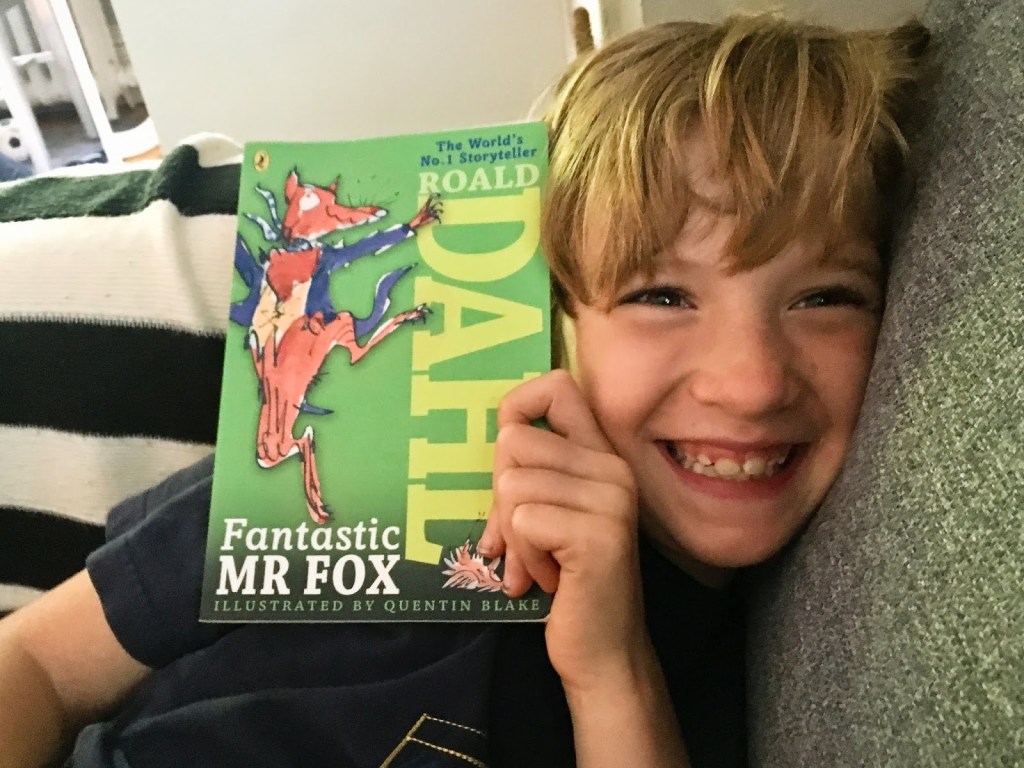 The World's
No.1 Storyteller
ROALD
DAHL
Fantastic
MR FOX
ILLUSTRATED BY QUENTIN BLAKE